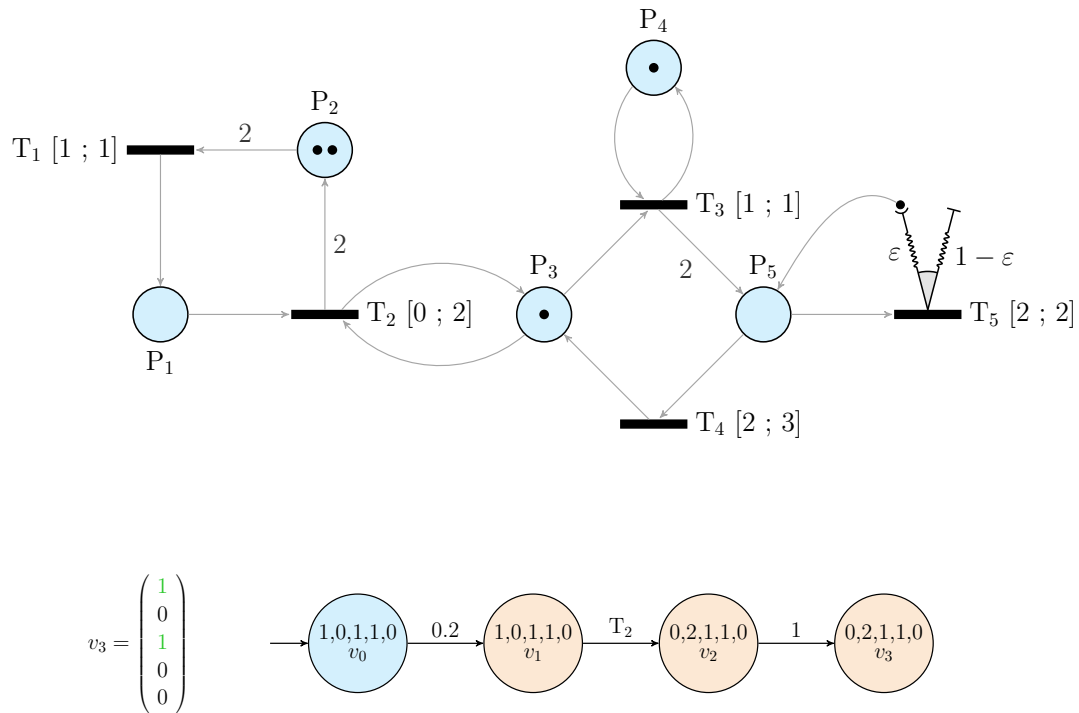 P₄
P₂
T₁ [1 ; 1]
2
T₃ [1 ; 1]
2
2
P₃
P₅
ε
1 − ε
T₂ [0 ; 2]
T₅ [2 ; 2]
P₁
T₄ [2 ; 3]
v₃ =
1
0
1
0
0
1,0,1,1,0
v₀
0.2
1,0,1,1,0
v₁
T₂
0,2,1,1,0
v₂
1
0,2,1,1,0
v₃